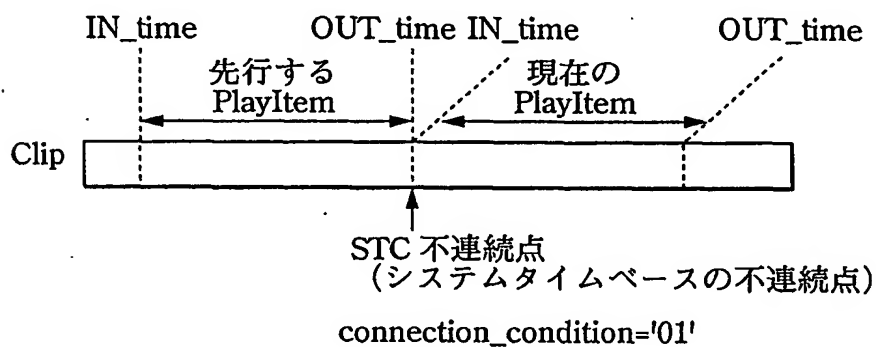 IN_time OUT_time IN_time OUT_time
先行する
PlayItem
現在の
PlayItem
Clip
STC 不連続点
(システムタイムベースの不連続点)
connection_condition='01'